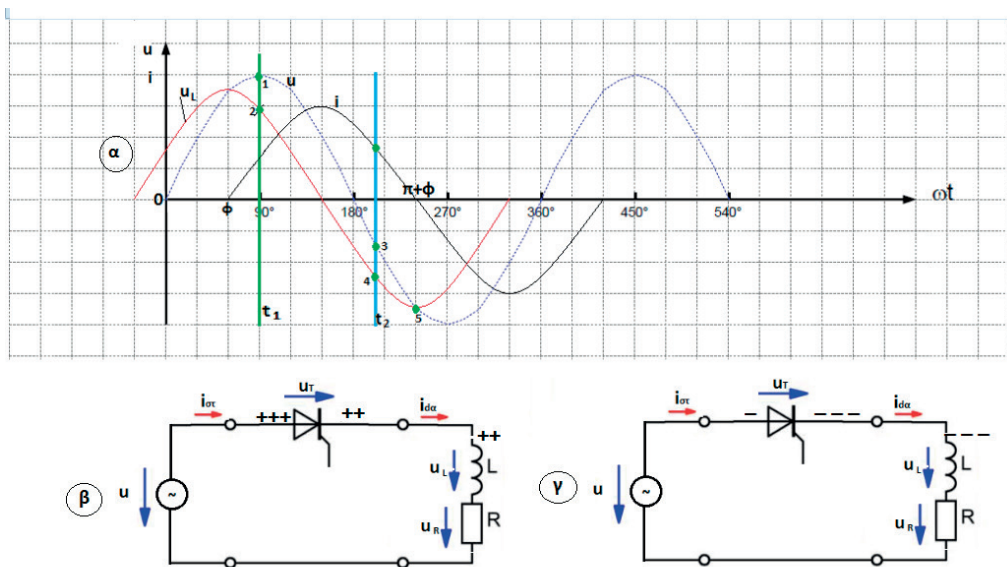 u
i
u_L
1
2
u
i
α
0
ϕ
90°
180°
π+ϕ
270°
360°
450°
540°
ωt
3
4
5
t_1
t_2
i_στ
u_T
i_dα
+++
++
++
u_L
L
β
u
~
u_R
R
i_στ
u_T
i_dα
–
– – –
– – –
u_L
L
γ
u
~
u_R
R